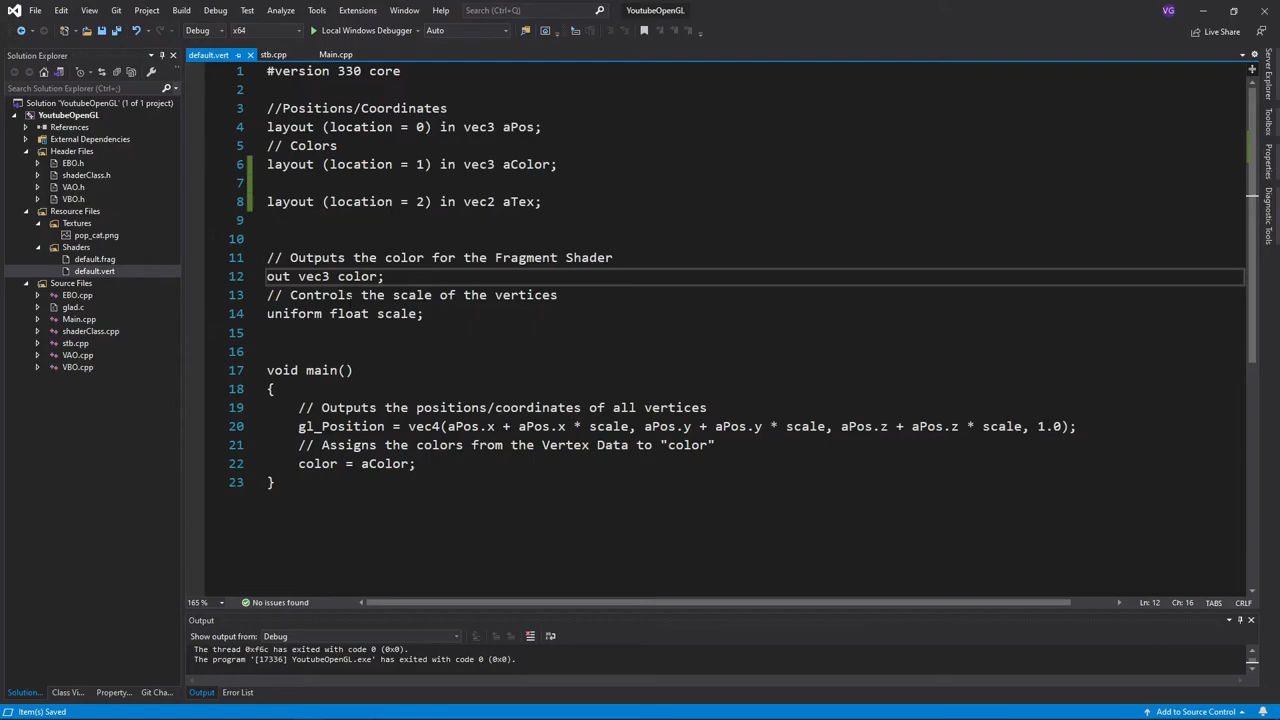 File Edit View Git Project Build Debug Test Analyze Tools Extensions Window Help Search (Ctrl+Q) YoutubeOpenGL VG
Debug x64 Local Windows Debugger Auto Live Share
Solution Explorer
Search Solution Explorer (Ctrl+;)
Solution 'YoutubeOpenGL' (1 of 1 project)
YoutubeOpenGL
References
External Dependencies
Header Files
EBO.h
shaderClass.h
VAO.h
VBO.h
Resource Files
Textures
pop_cat.png
Shaders
default.frag
default.vert
Source Files
EBO.cpp
glad.c
Main.cpp
shaderClass.cpp
stb.cpp
VAO.cpp
VBO.cpp
Solution... Class Vi... Property... Git Cha...
default.vert stb.cpp Main.cpp
1 #version 330 core
2
3 //Positions/Coordinates
4 layout (location = 0) in vec3 aPos;
5 // Colors
6 layout (location = 1) in vec3 aColor;
7
8 layout (location = 2) in vec2 aTex;
9
10
11 // Outputs the color for the Fragment Shader
12 out vec3 color;
13 // Controls the scale of the vertices
14 uniform float scale;
15
16
17 void main()
18 {
19 // Outputs the positions/coordinates of all vertices
20 gl_Position = vec4(aPos.x + aPos.x * scale, aPos.y + aPos.y * scale, aPos.z + aPos.z * scale, 1.0);
21 // Assigns the colors from the Vertex Data to "color"
22 color = aColor;
23 }
165 % No issues found Ln: 12 Ch: 16 TABS CRLF
Output
Show output from: Debug
The thread 0xf6c has exited with code 0 (0x0).
The program '[17336] YoutubeOpenGL.exe' has exited with code 0 (0x0).
Output Error List
Server Explorer
Toolbox
Properties
Diagnostic Tools
Item(s) Saved Add to Source Control